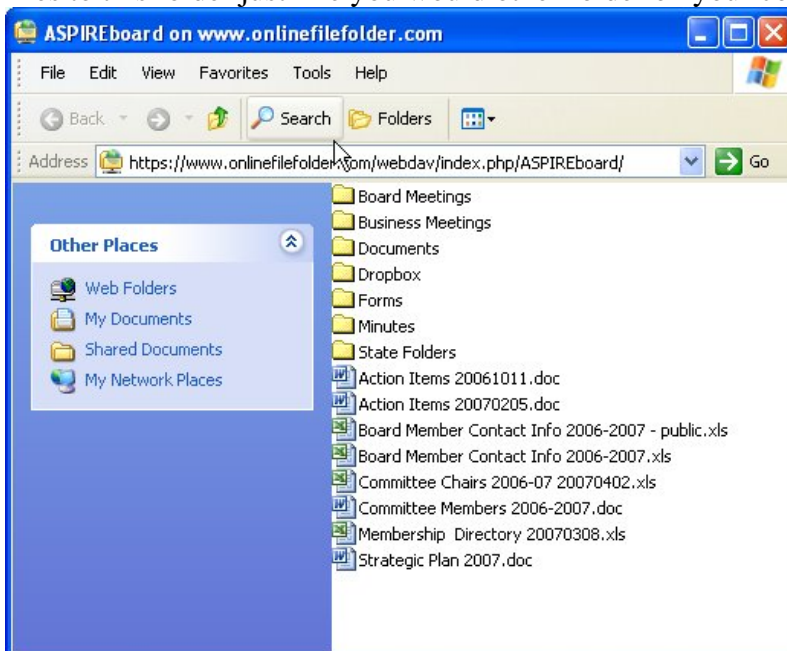 ASPIREboard on www.onlinefilefolder.com
File Edit View Favorites Tools Help
Back Search Folders
Address https://www.onlinefilefolder.com/webdav/index.php/ASPIREboard/ Go
Other Places
Web Folders
My Documents
Shared Documents
My Network Places
Board Meetings
Business Meetings
Documents
Dropbox
Forms
Minutes
State Folders
Action Items 20061011.doc
Action Items 20070205.doc
Board Member Contact Info 2006-2007 - public.xls
Board Member Contact Info 2006-2007.xls
Committee Chairs 2006-07 20070402.xls
Committee Members 2006-2007.doc
Membership Directory 20070308.xls
Strategic Plan 2007.doc